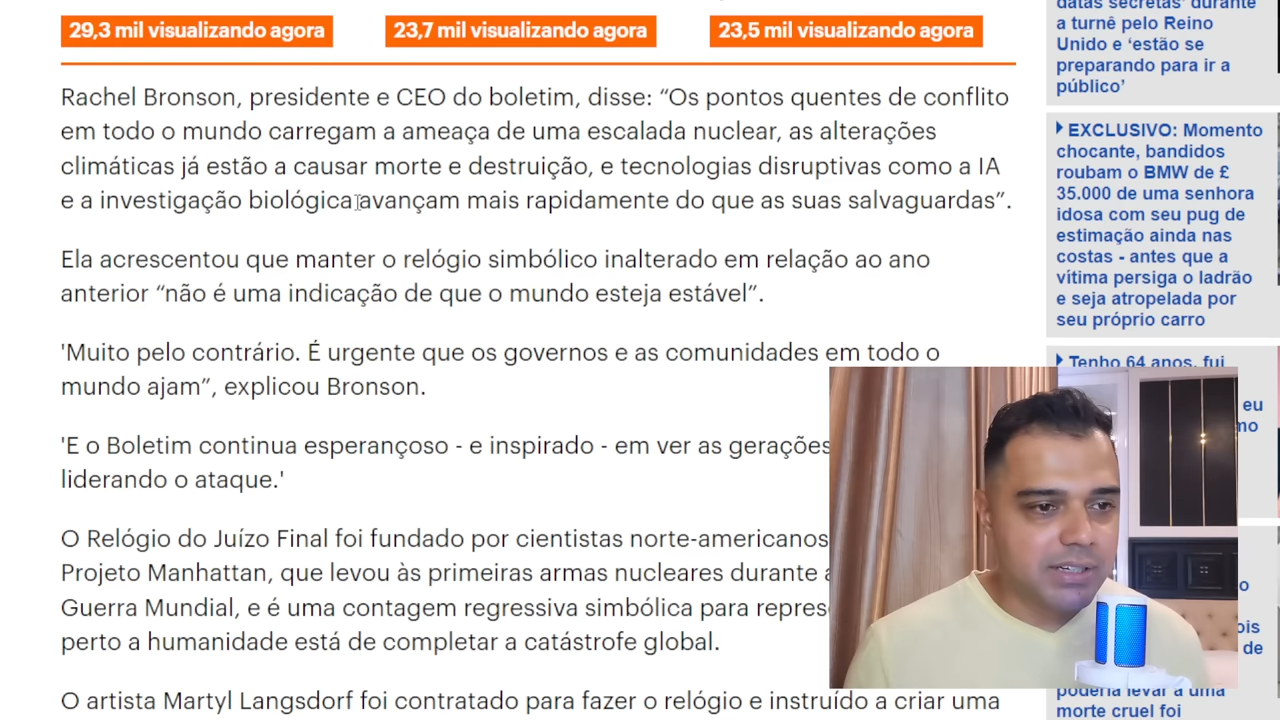 29,3 mil visualizando agora
23,7 mil visualizando agora
23,5 mil visualizando agora
Rachel Bronson, presidente e CEO do boletim, disse: “Os pontos quentes de conflito
em todo o mundo carregam a ameaça de uma escalada nuclear, as alterações
climáticas já estão a causar morte e destruição, e tecnologias disruptivas como a IA
e a investigação biológica avançam mais rapidamente do que as suas salvaguardas”.
Ela acrescentou que manter o relógio simbólico inalterado em relação ao ano
anterior “não é uma indicação de que o mundo esteja estável”.
'Muito pelo contrário. É urgente que os governos e as comunidades em todo o
mundo ajam”, explicou Bronson.
'E o Boletim continua esperançoso - e inspirado - em ver as gerações
liderando o ataque.'
O Relógio do Juízo Final foi fundado por cientistas norte-americanos
Projeto Manhattan, que levou às primeiras armas nucleares durante a
Guerra Mundial, e é uma contagem regressiva simbólica para
perto a humanidade está de completar a catástrofe global.
O artista Martyl Langsdorf foi contratado para fazer o relógio e instruído a criar uma
datas secretas’ durante
a turnê pelo Reino
Unido e ‘estão se
preparando para ir a
público’
EXCLUSIVO: Momento
chocante, bandidos
roubam o BMW de £
35.000 de uma senhora
idosa com seu pug de
estimação ainda nas
costas - antes que a
vítima persiga o ladrão
e seja atropelada por
seu próprio carro
Tenho 64 anos, fui
eu
de
poderia levar a uma
morte cruel foi